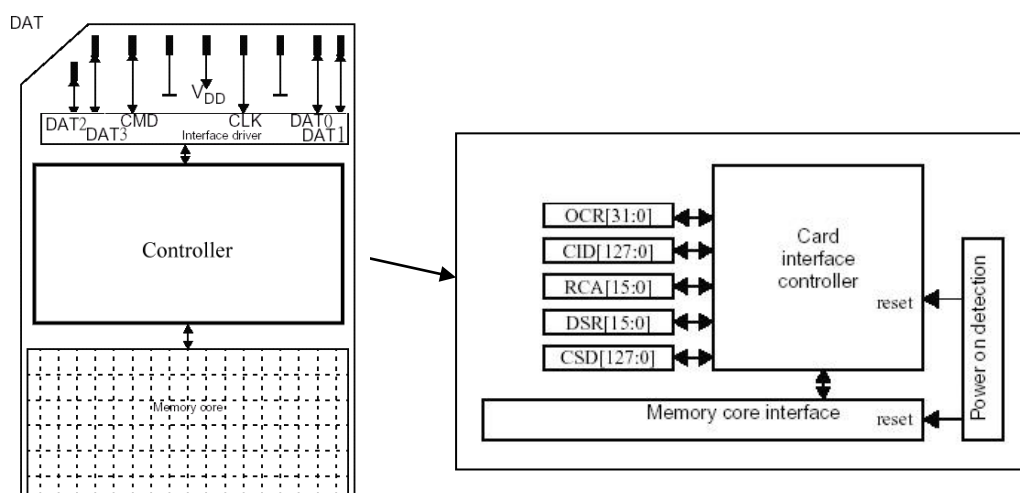 DAT
V DD
DAT2
DAT3
CMD
CLK
DAT0
DAT1
Interface driver
Controller
Memory core
OCR[31:0]
CID[127:0]
RCA[15:0]
DSR[15:0]
CSD[127:0]
Card
interface
controller
reset
Memory core interface
reset
Power on detection